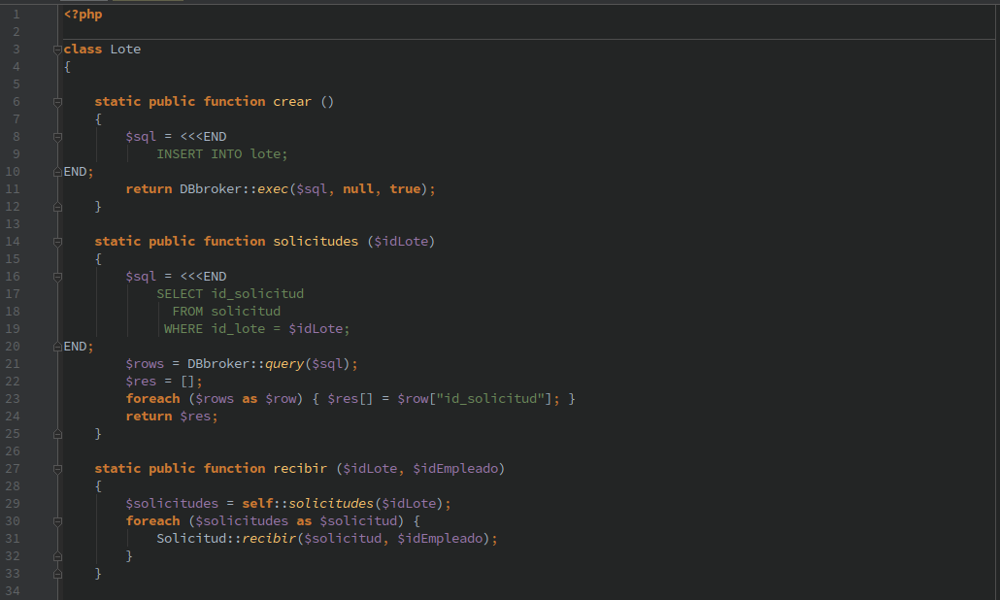 1 <?php
2
3 class Lote
4 {
5
6     static public function crear ()
7     {
8         $sql = <<<END
9             INSERT INTO lote;
10 END;
11         return DBbroker::exec($sql, null, true);
12     }
13
14     static public function solicitudes ($idLote)
15     {
16         $sql = <<<END
17             SELECT id_solicitud
18               FROM solicitud
19              WHERE id_lote = $idLote;
20 END;
21         $rows = DBbroker::query($sql);
22         $res = [];
23         foreach ($rows as $row) { $res[] = $row["id_solicitud"]; }
24         return $res;
25     }
26
27     static public function recibir ($idLote, $idEmpleado)
28     {
29         $solicitudes = self::solicitudes($idLote);
30         foreach ($solicitudes as $solicitud) {
31             Solicitud::recibir($solicitud, $idEmpleado);
32         }
33     }
34